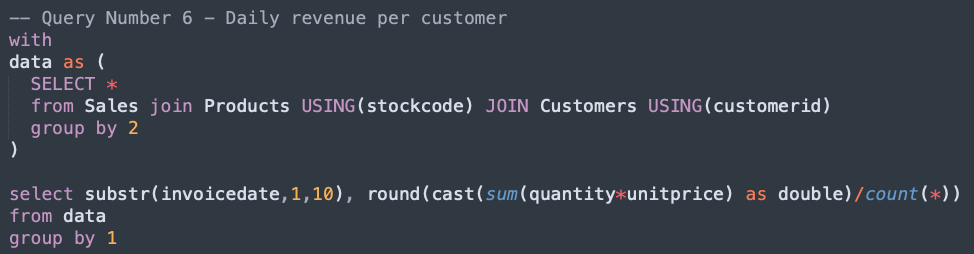 -- Query Number 6 - Daily revenue per customer
with
data as (
  SELECT *
  from Sales join Products USING(stockcode) JOIN Customers USING(customerid)
  group by 2
)

select substr(invoicedate,1,10), round(cast(sum(quantity*unitprice) as double)/count(*))
from data
group by 1